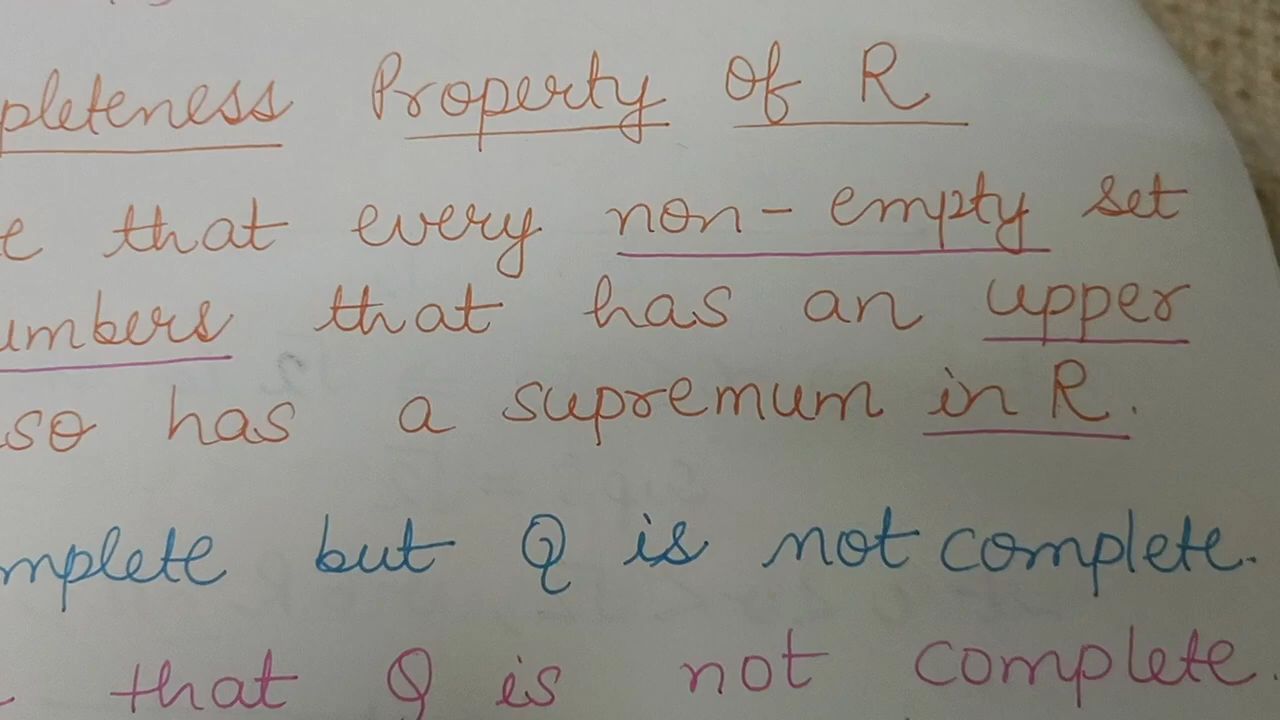 pleteness Property of R
e that every non-empty set
umbers that has an upper
so has a supremum in R.
mplete but Q is not complete.
that Q is not complete.